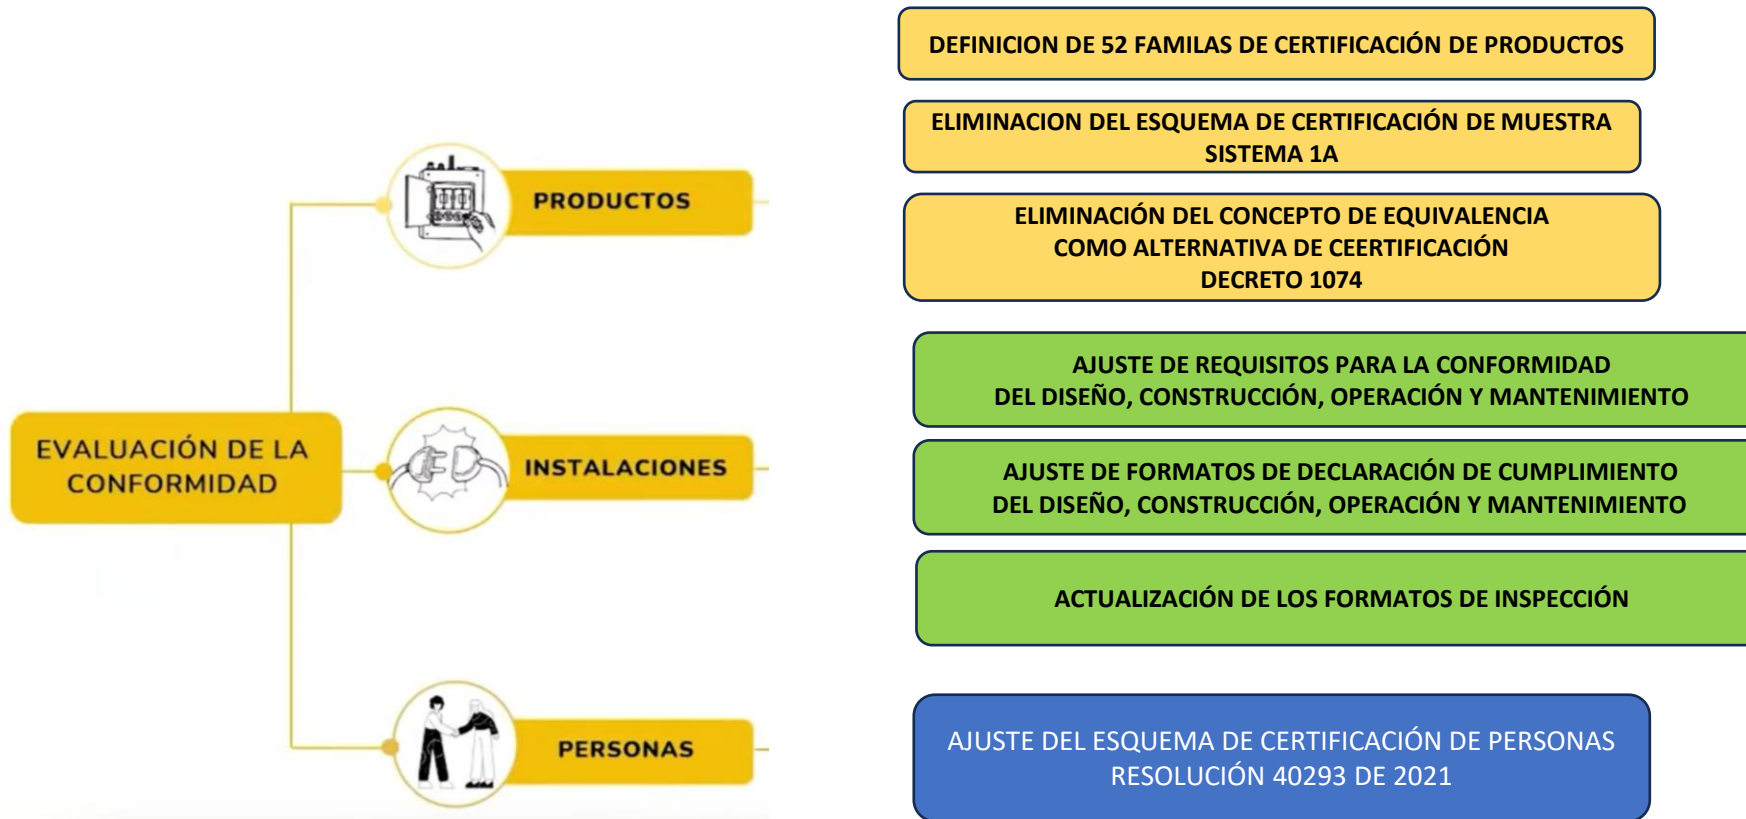 EVALUACIÓN DE LA
CONFORMIDAD
PRODUCTOS
DEFINICION DE 52 FAMILAS DE CERTIFICACIÓN DE PRODUCTOS
ELIMINACION DEL ESQUEMA DE CERTIFICACIÓN DE MUESTRA
SISTEMA 1A
ELIMINACIÓN DEL CONCEPTO DE EQUIVALENCIA
COMO ALTERNATIVA DE CEERTIFICACIÓN
DECRETO 1074
INSTALACIONES
AJUSTE DE REQUISITOS PARA LA CONFORMIDAD
DEL DISEÑO, CONSTRUCCIÓN, OPERACIÓN Y MANTENIMIENTO
AJUSTE DE FORMATOS DE DECLARACIÓN DE CUMPLIMIENTO
DEL DISEÑO, CONSTRUCCIÓN, OPERACIÓN Y MANTENIMIENTO
ACTUALIZACIÓN DE LOS FORMATOS DE INSPECCIÓN
PERSONAS
AJUSTE DEL ESQUEMA DE CERTIFICACIÓN DE PERSONAS
RESOLUCIÓN 40293 DE 2021